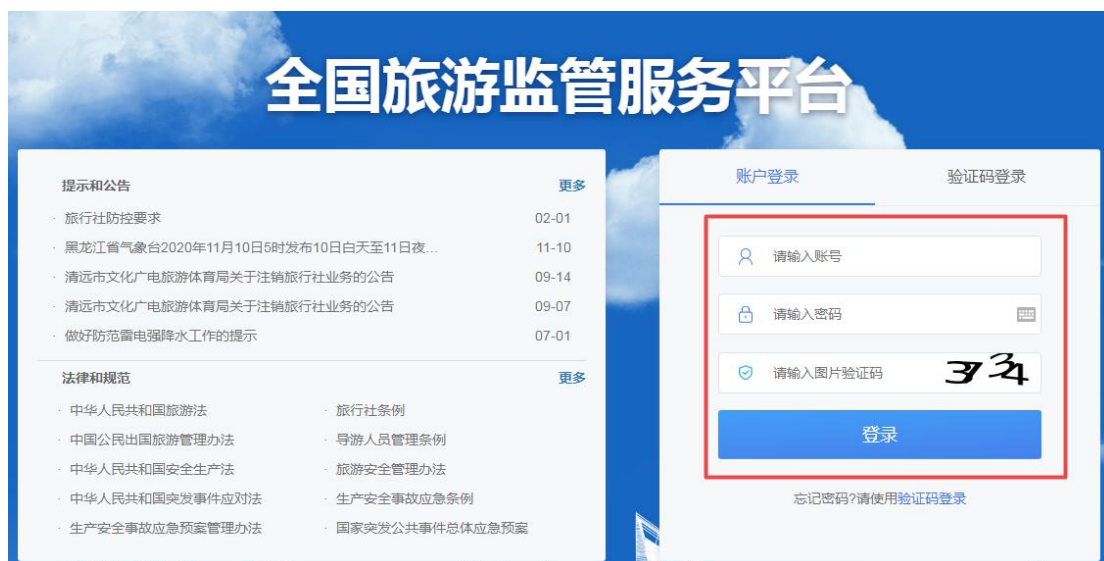 全国旅游监管服务平台
提示和公告 更多
· 旅行社防控要求 02-01
· 黑龙江省气象台2020年11月10日5时发布10日白天至11日夜... 11-10
· 清远市文化广电旅游体育局关于注销旅行社业务的公告 09-14
· 清远市文化广电旅游体育局关于注销旅行社业务的公告 09-07
· 做好防范雷电强降水工作的提示 07-01
法律和规范 更多
· 中华人民共和国旅游法 · 旅行社条例
· 中国公民出国旅游管理办法 · 导游人员管理条例
· 中华人民共和国安全生产法 · 旅游安全管理办法
· 中华人民共和国突发事件应对法 · 生产安全事故应急条例
· 生产安全事故应急预案管理办法 · 国家突发公共事件总体应急预案
账户登录 验证码登录
请输入账号
请输入密码
请输入图片验证码 3734
登录
忘记密码?请使用验证码登录